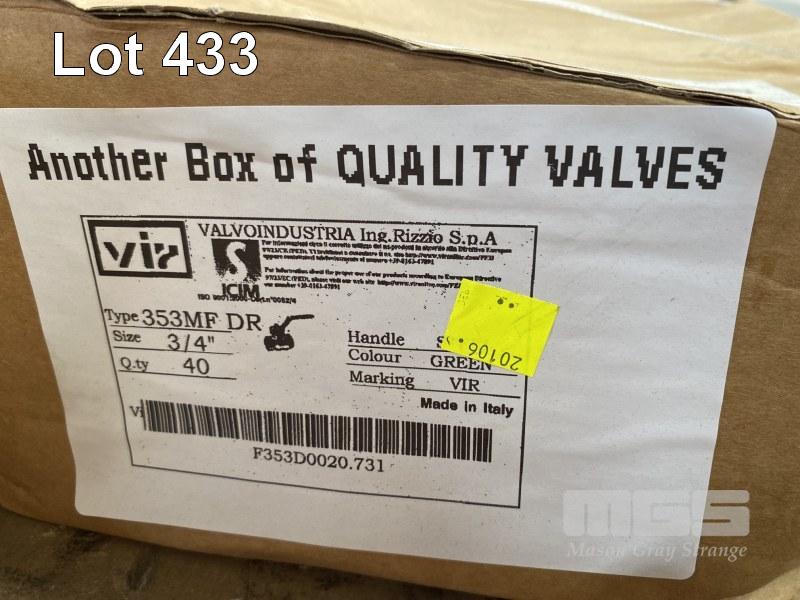 Lot 433
Another Box of QUALITY VALVES
vir
VALVOINDUSTRIA Ing.Rizzio S.p.A
ICIM
Type 353MF DR
Size 3/4"
Q.ty 40
Handle
Colour GREEN
Marking VIR
20106
Made in Italy
F353D0020.731
MGS
Mason Gray Strange